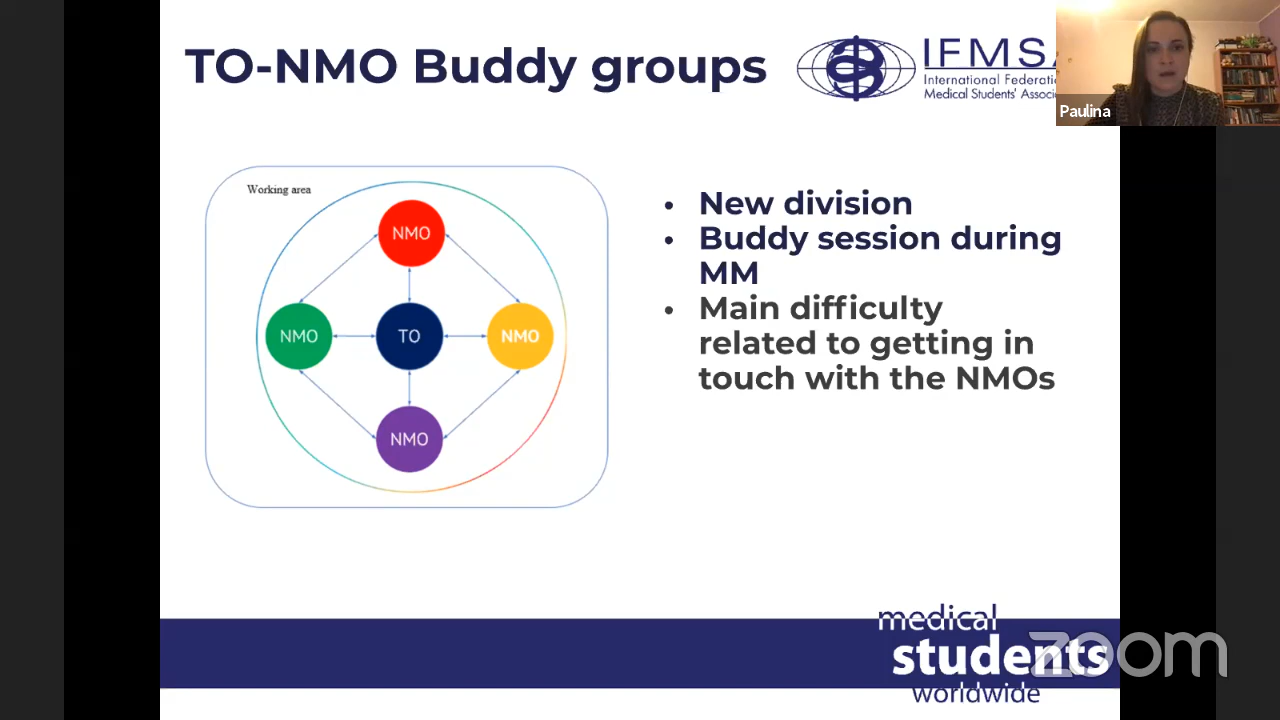 TO-NMO Buddy groups
IFMSA
International Federatio
Medical Students' Associ
Paulina
Working area
NMO
NMO
TO
NMO
NMO
• New division
• Buddy session during
MM
• Main difficulty
related to getting in
touch with the NMOs
medical
students
worldwide
zoom